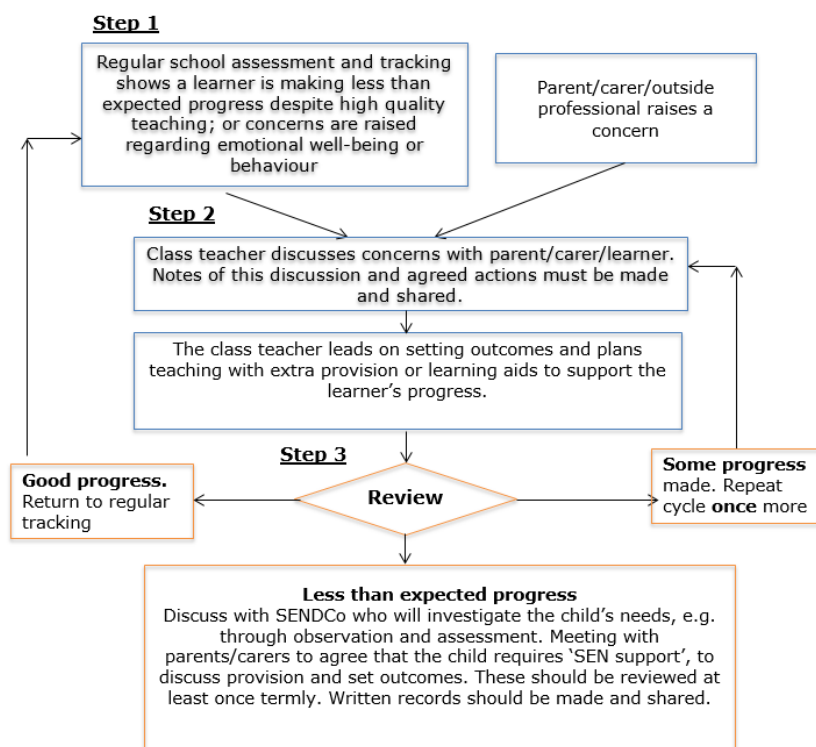 Step 1
Regular school assessment and tracking
shows a learner is making less than
expected progress despite high quality
teaching; or concerns are raised
regarding emotional well-being or
behaviour
Parent/carer/outside
professional raises a
concern
Step 2
Class teacher discusses concerns with parent/carer/learner.
Notes of this discussion and agreed actions must be made
and shared.
The class teacher leads on setting outcomes and plans
teaching with extra provision or learning aids to support the
learner’s progress.
Step 3
Good progress.
Return to regular
tracking
Review
Some progress
made. Repeat
cycle once more
Less than expected progress
Discuss with SENDCo who will investigate the child’s needs, e.g.
through observation and assessment. Meeting with
parents/carers to agree that the child requires ‘SEN support’, to
discuss provision and set outcomes. These should be reviewed at
least once termly. Written records should be made and shared.